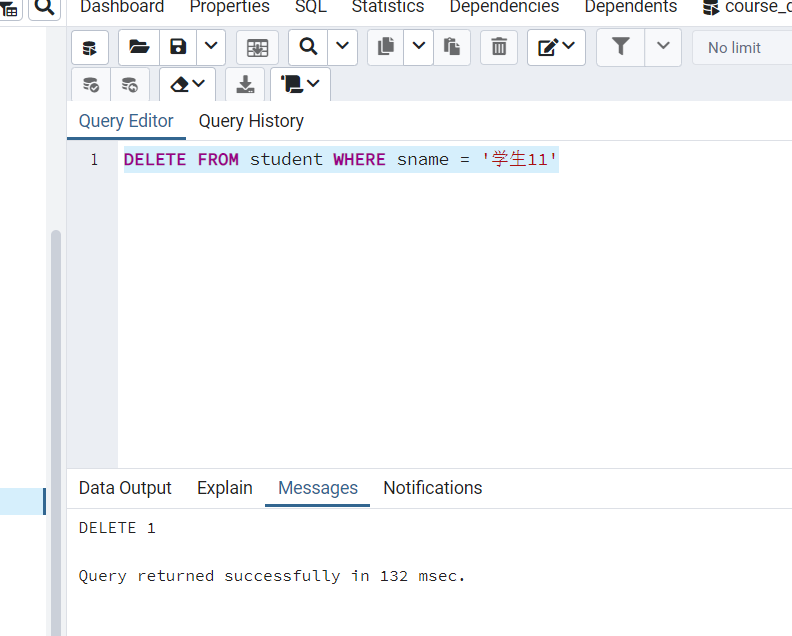 Dashboard Properties SQL Statistics Dependencies Dependents
No limit
Query Editor Query History
1 DELETE FROM student WHERE sname = '学生11'
Data Output Explain Messages Notifications
DELETE 1
Query returned successfully in 132 msec.